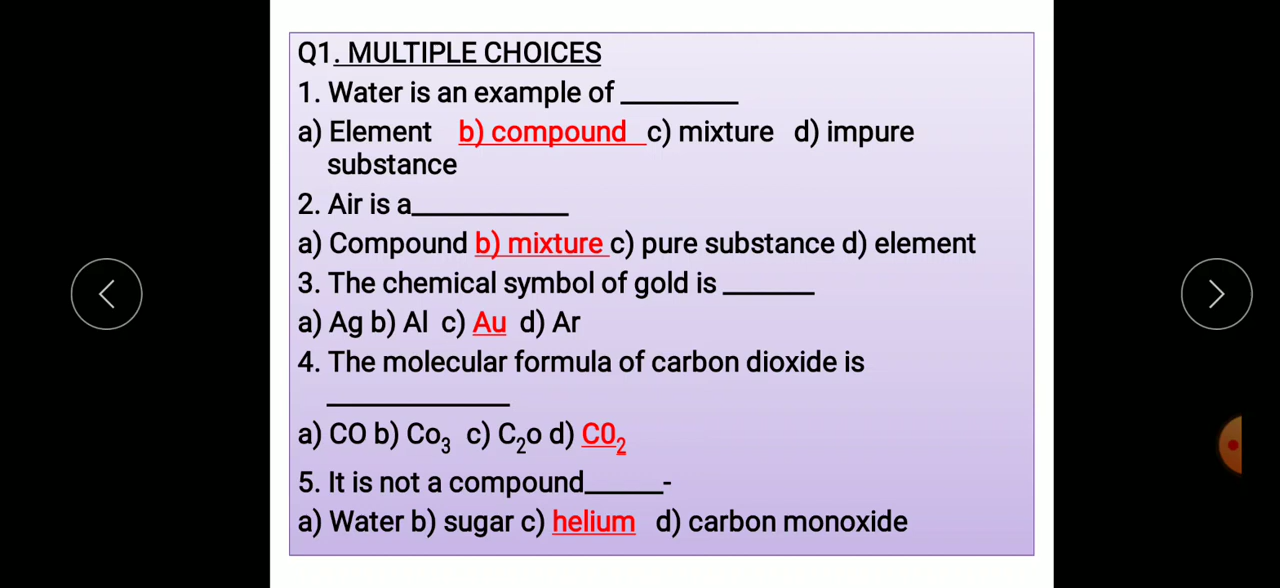 Q1. MULTIPLE CHOICES
1. Water is an example of ________
a) Element b) compound c) mixture d) impure
substance
2. Air is a__________
a) Compound b) mixture c) pure substance d) element
3. The chemical symbol of gold is ______
a) Ag b) Al c) Au d) Ar
4. The molecular formula of carbon dioxide is
____________
a) CO b) Co₃ c) C₂o d) C0₂
5. It is not a compound_____-
a) Water b) sugar c) helium d) carbon monoxide